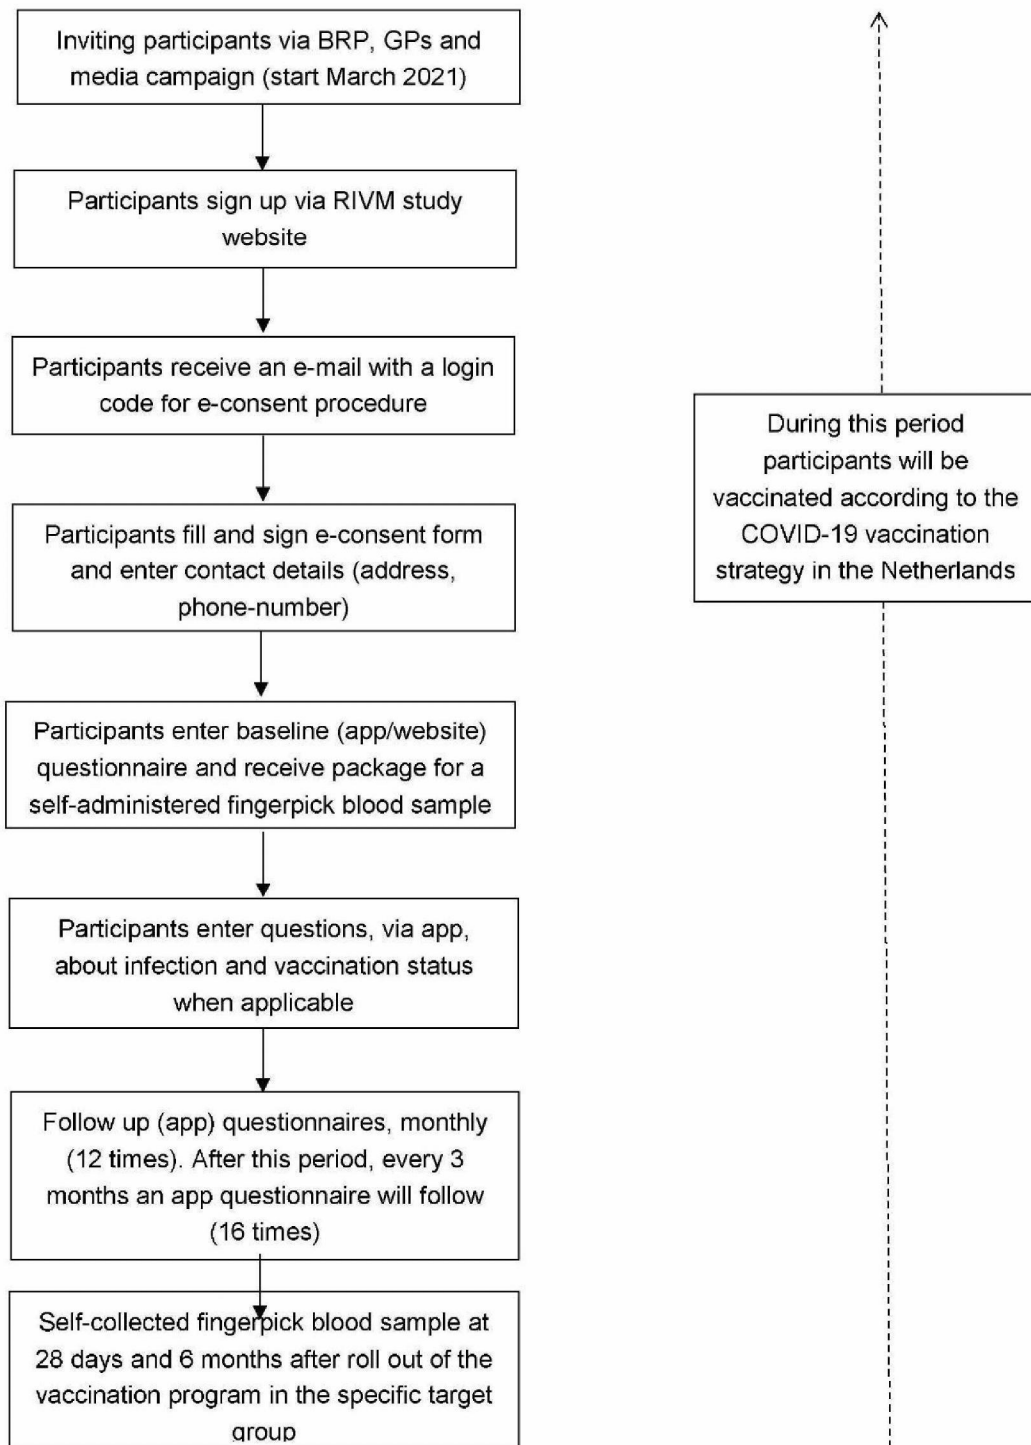 Inviting participants via BRP, GPs and
media campaign (start March 2021)
Participants sign up via RIVM study
website
Participants receive an e-mail with a login
code for e-consent procedure
Participants fill and sign e-consent form
and enter contact details (address,
phone-number)
Participants enter baseline (app/website)
questionnaire and receive package for a
self-administered fingerpick blood sample
Participants enter questions, via app,
about infection and vaccination status
when applicable
Follow up (app) questionnaires, monthly
(12 times). After this period, every 3
months an app questionnaire will follow
(16 times)
Self-collected fingerpick blood sample at
28 days and 6 months after roll out of the
vaccination program in the specific target
group
During this period
participants will be
vaccinated according to the
COVID-19 vaccination
strategy in the Netherlands